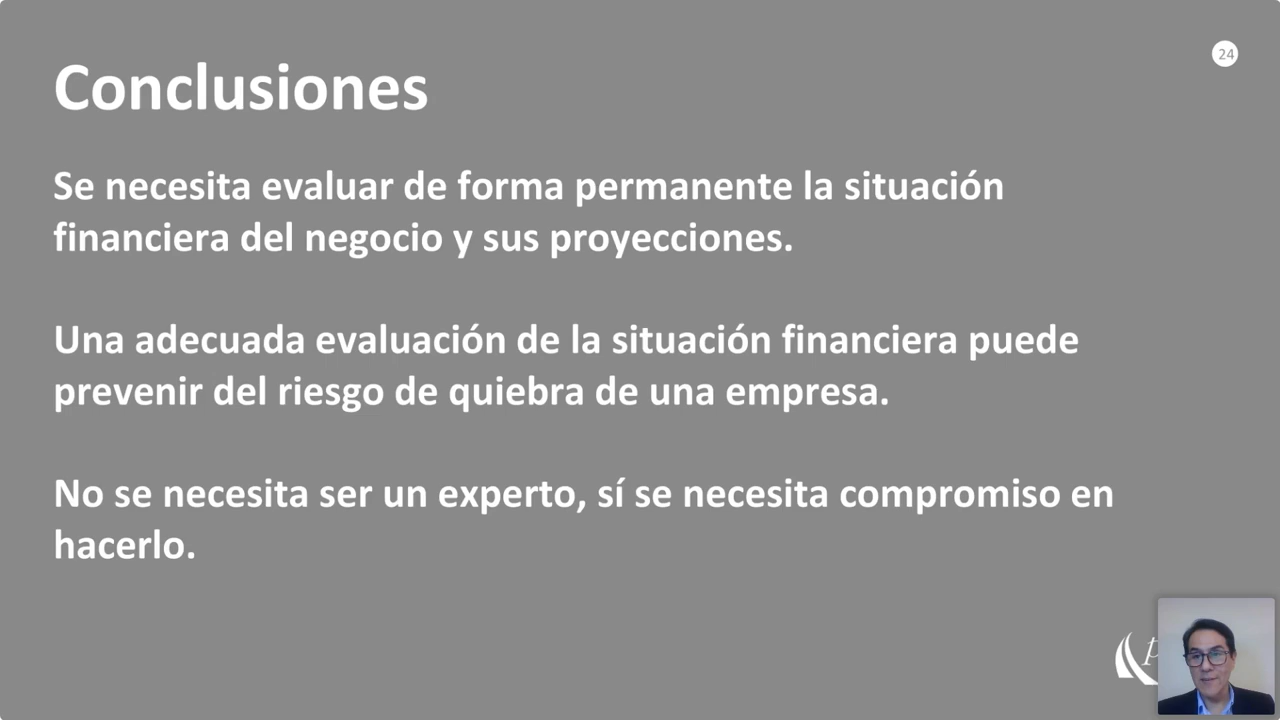 Conclusiones
24
Se necesita evaluar de forma permanente la situación
financiera del negocio y sus proyecciones.
Una adecuada evaluación de la situación financiera puede
prevenir del riesgo de quiebra de una empresa.
No se necesita ser un experto, sí se necesita compromiso en
hacerlo.